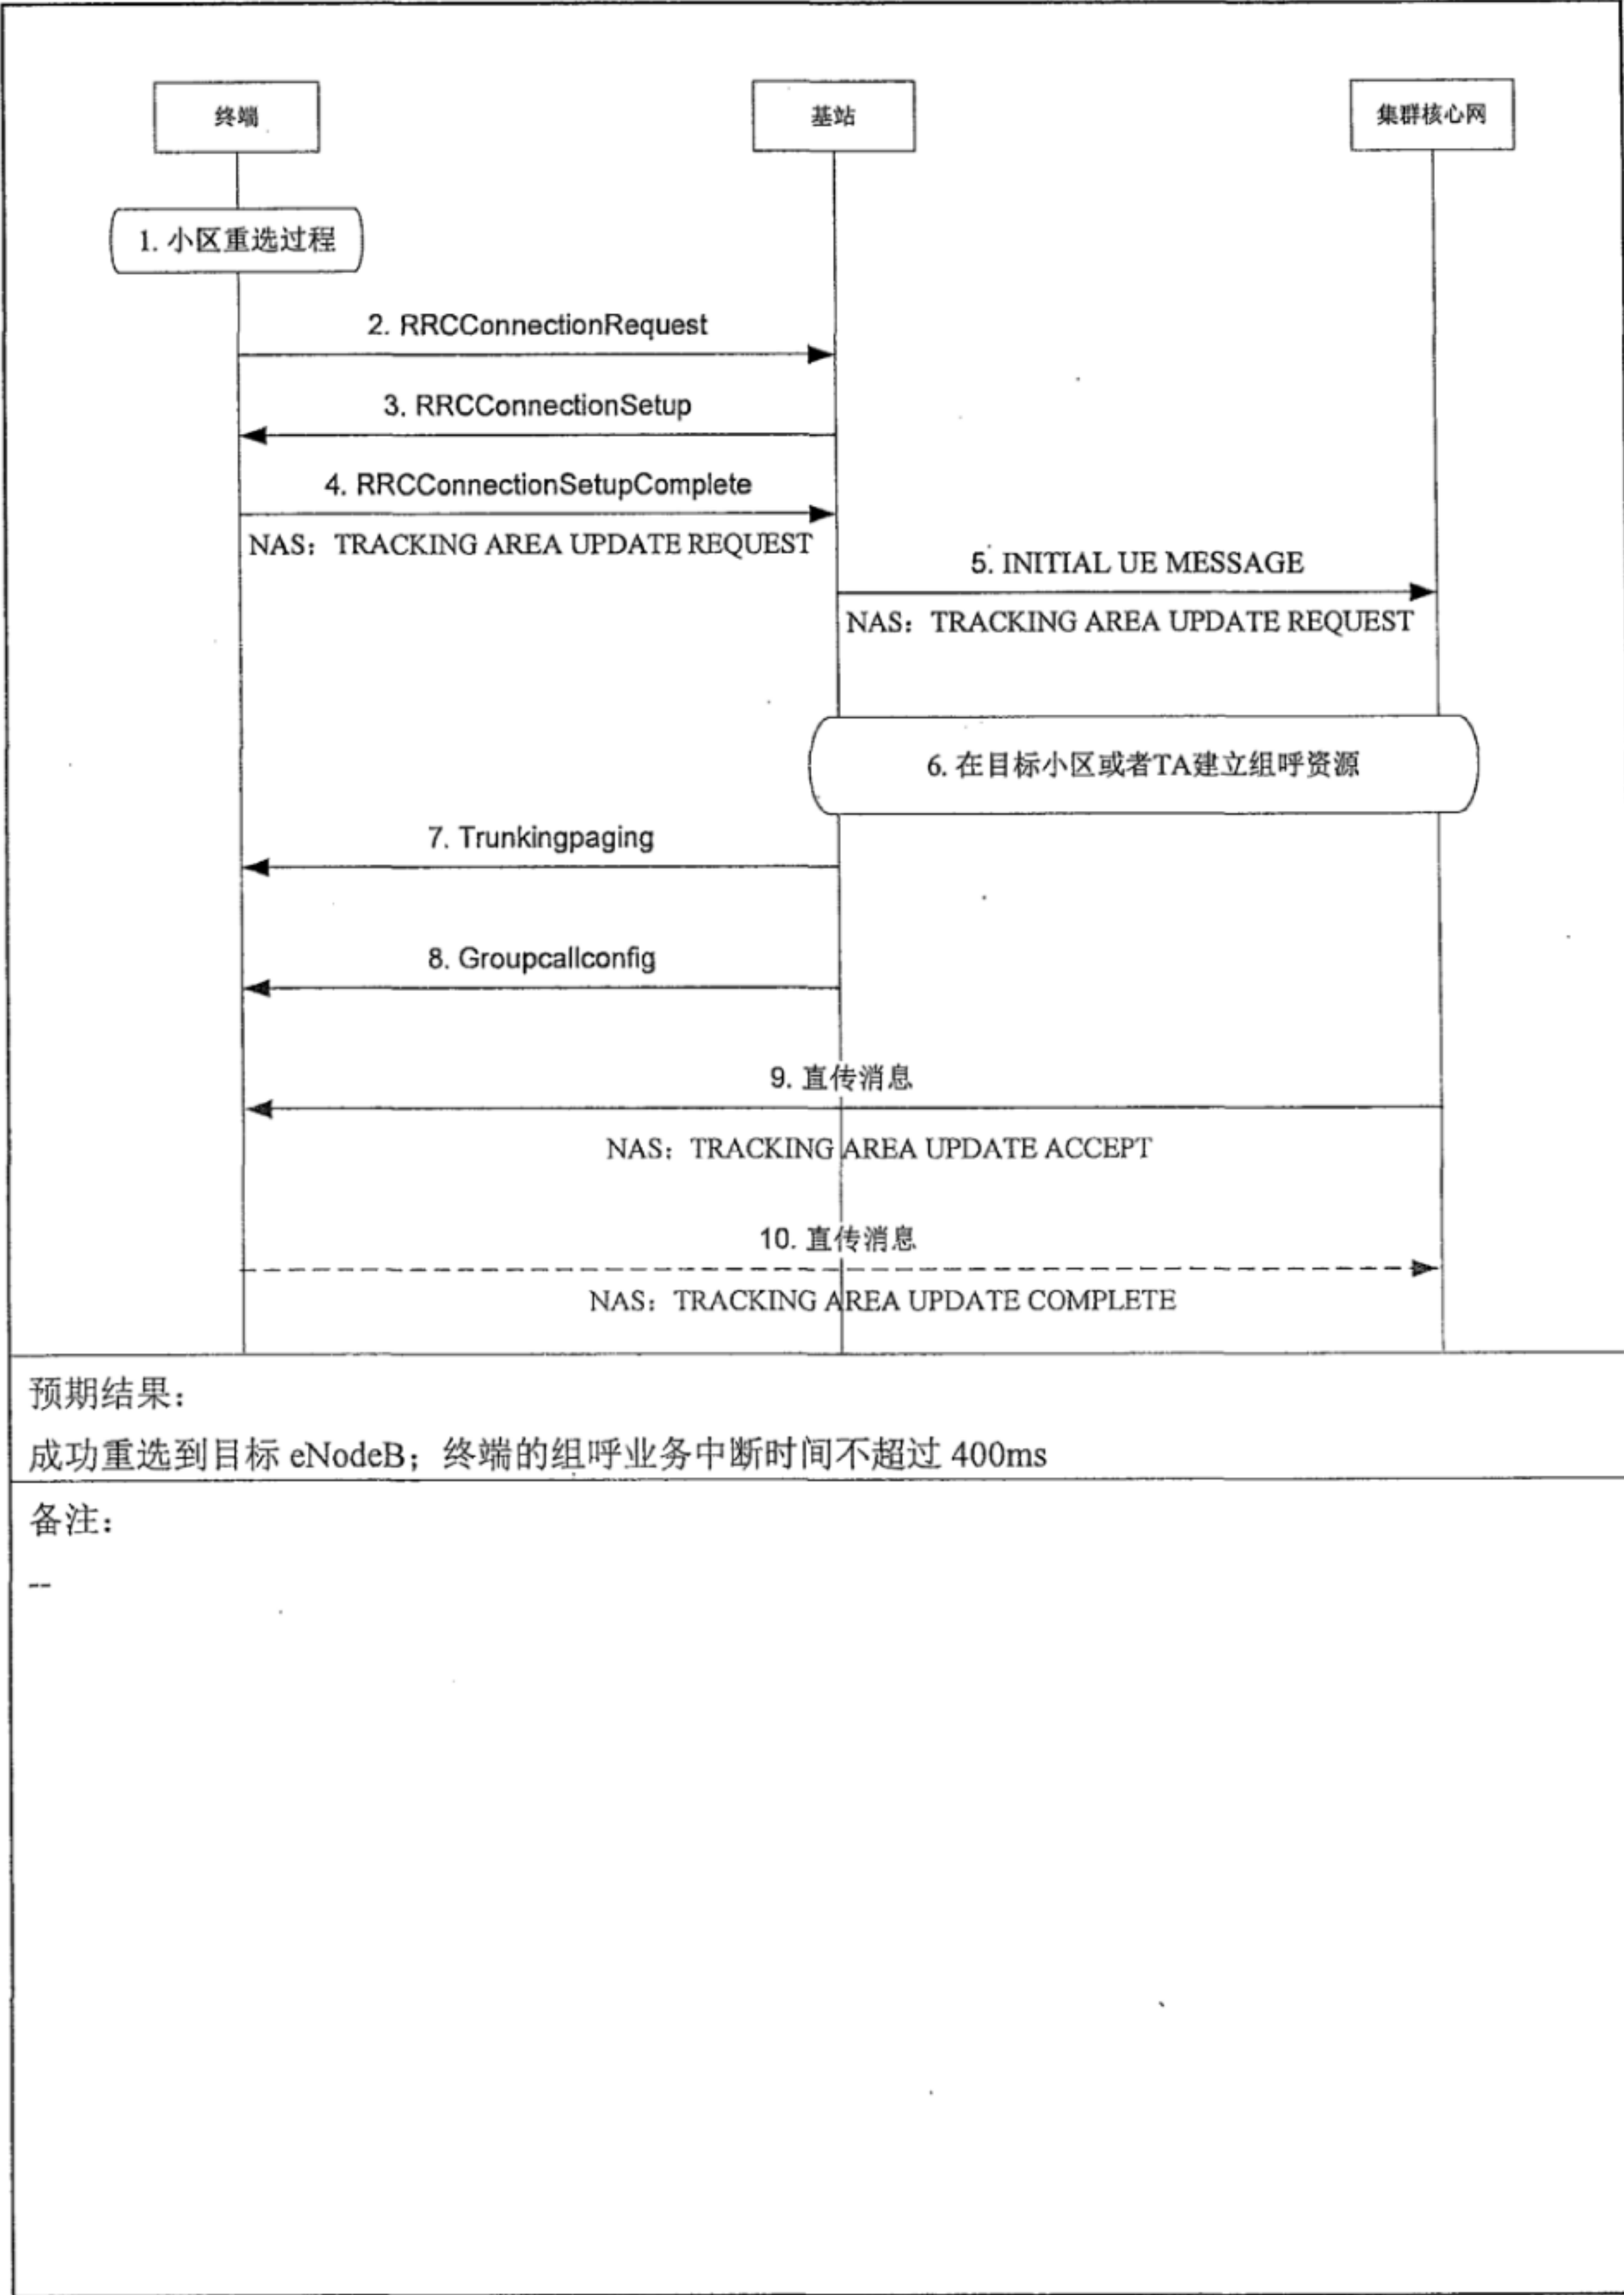 终端
基站
集群核心网
1. 小区重选过程
2. RRCConnectionRequest
3. RRCConnectionSetup
4. RRCConnectionSetupComplete
NAS：TRACKING AREA UPDATE REQUEST
5. INITIAL UE MESSAGE
NAS：TRACKING AREA UPDATE REQUEST
6. 在目标小区或者TA建立组呼资源
7. Trunkingpaging
8. Groupcallconfig
9. 直传消息
NAS：TRACKING AREA UPDATE ACCEPT
10. 直传消息
NAS：TRACKING AREA UPDATE COMPLETE
预期结果：
成功重选到目标 eNodeB；终端的组呼业务中断时间不超过 400ms
备注：
--